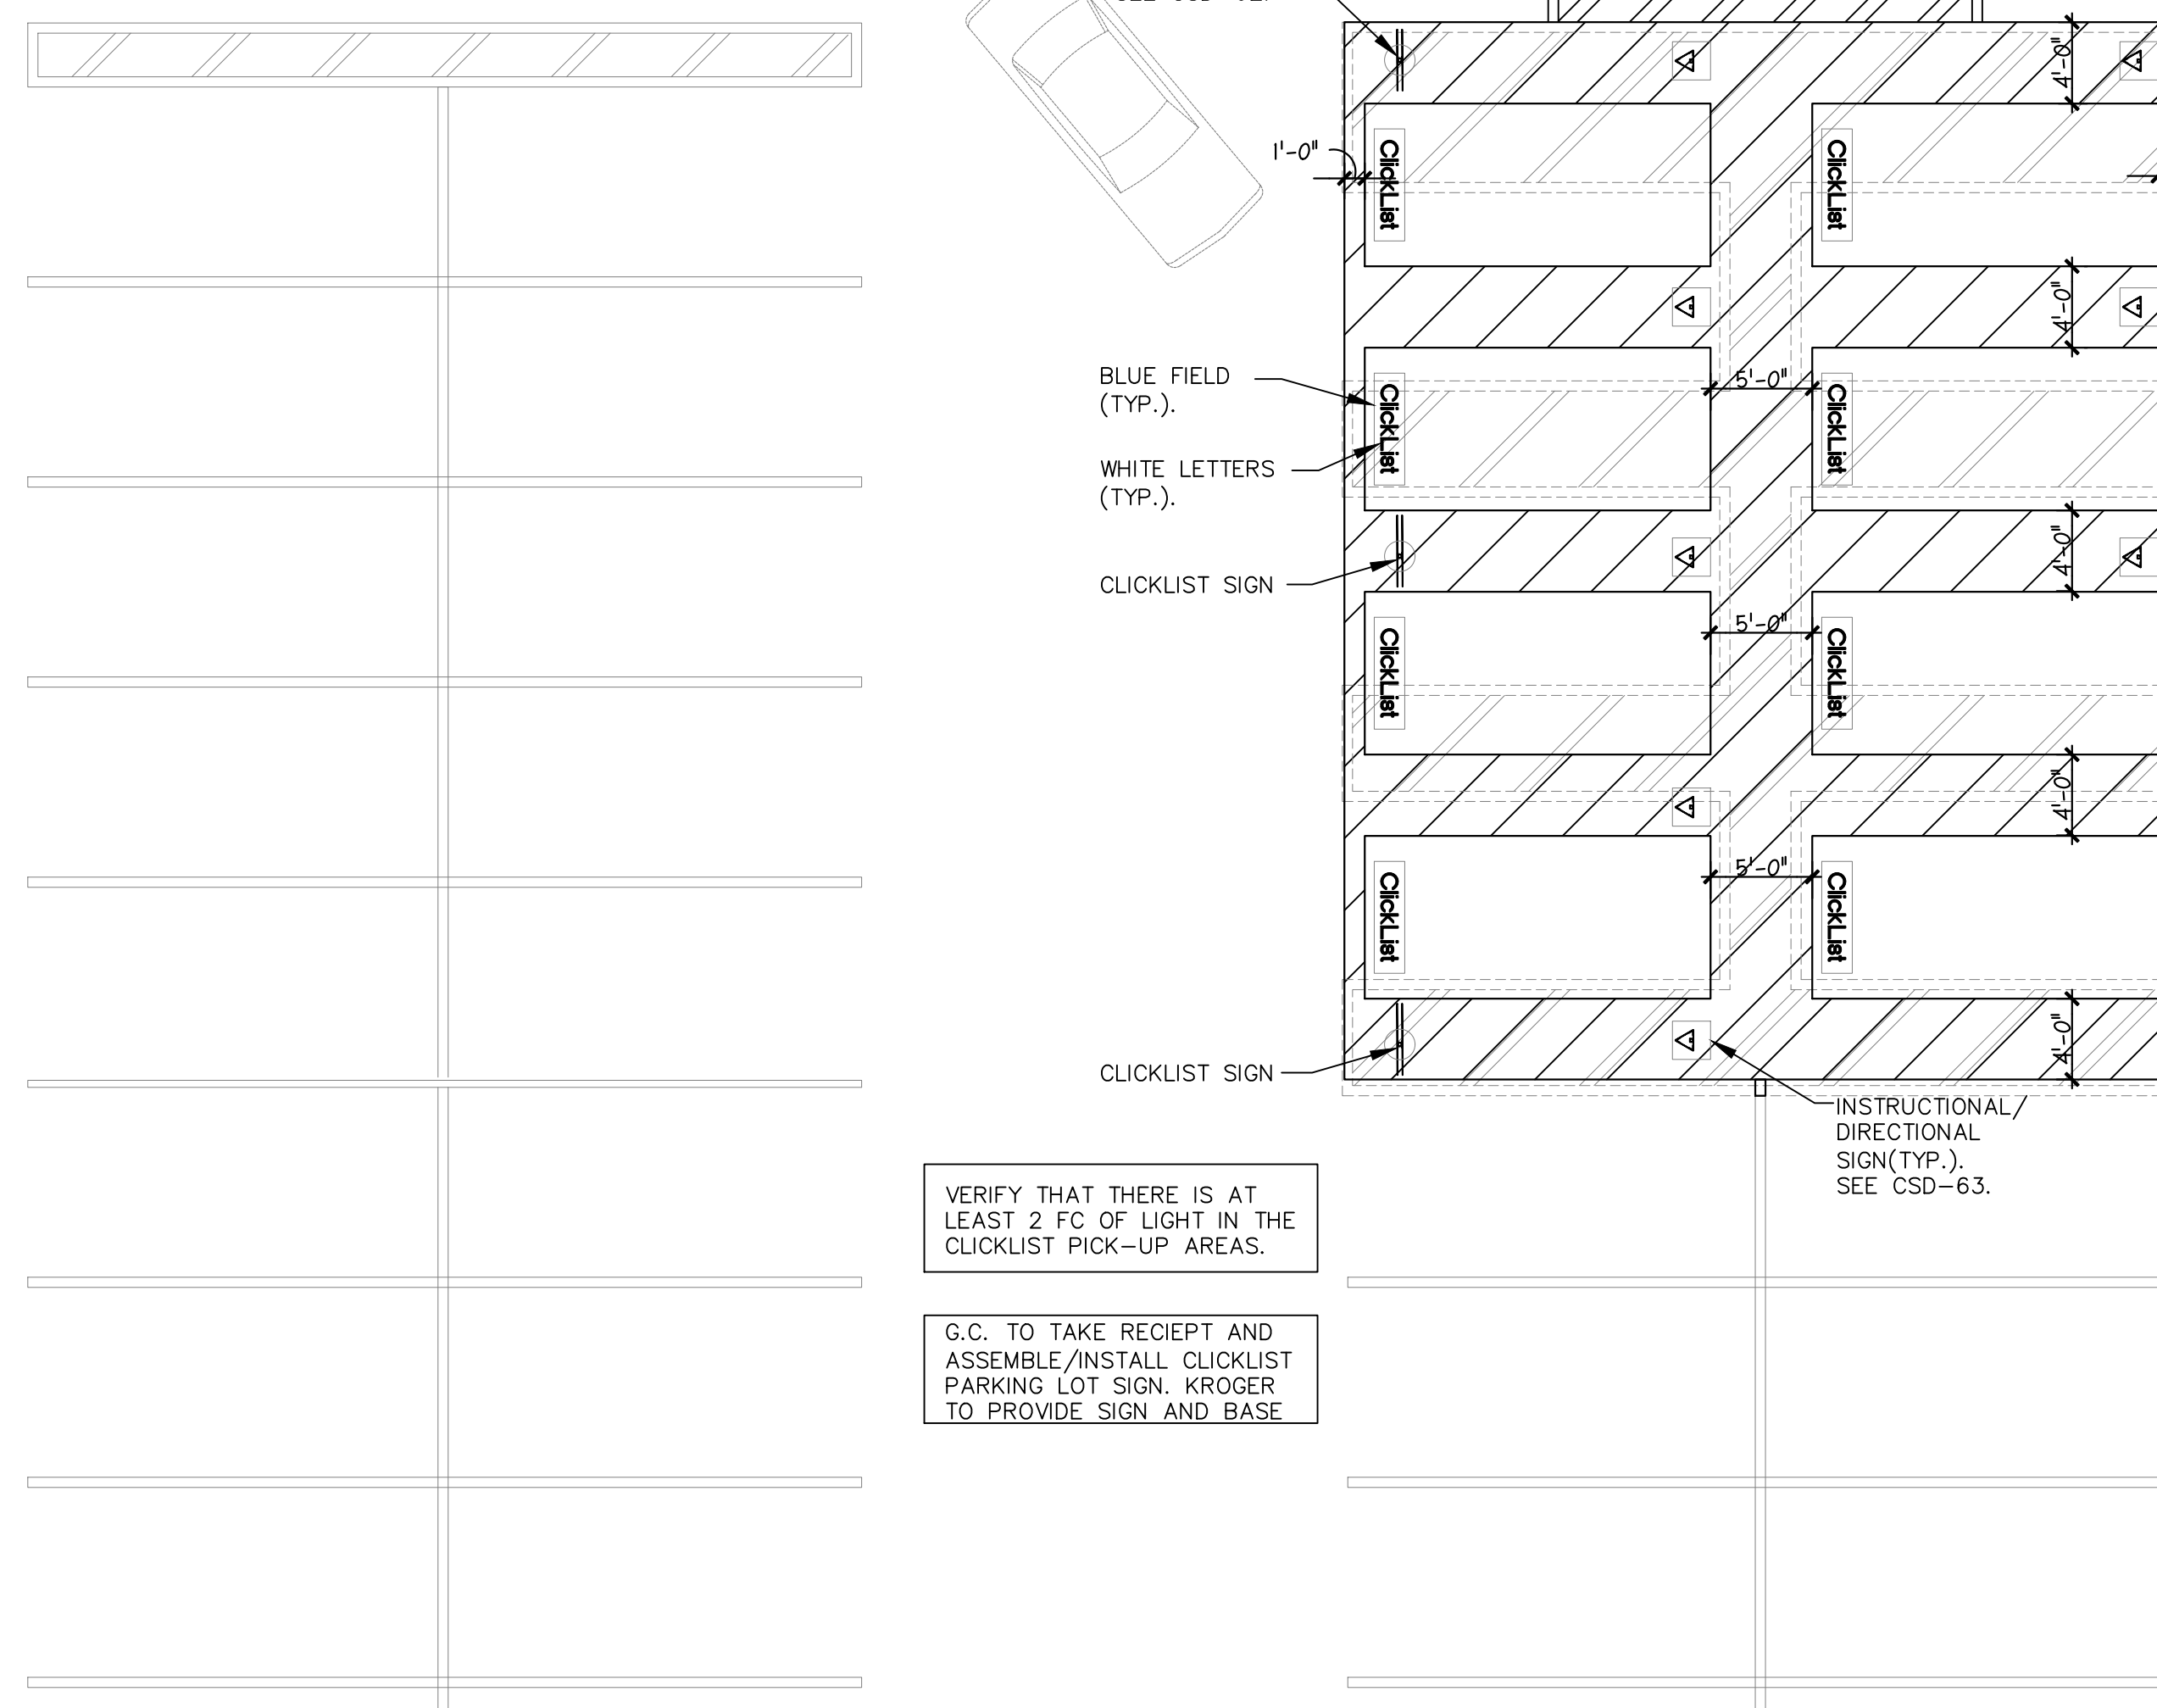 4'-0"
1'-0"
ClickList
ClickList
4'-0"
BLUE FIELD
(TYP.).
5'-0"
ClickList
ClickList
WHITE LETTERS
(TYP.).
4'-0"
CLICKLIST SIGN
5'-0"
ClickList
ClickList
4'-0"
5'-0"
ClickList
ClickList
4'-0"
CLICKLIST SIGN
INSTRUCTIONAL/
DIRECTIONAL
SIGN(TYP.).
SEE CSD-63.
VERIFY THAT THERE IS AT
LEAST 2 FC OF LIGHT IN THE
CLICKLIST PICK-UP AREAS.
G.C. TO TAKE RECIEPT AND
ASSEMBLE/INSTALL CLICKLIST
PARKING LOT SIGN. KROGER
TO PROVIDE SIGN AND BASE